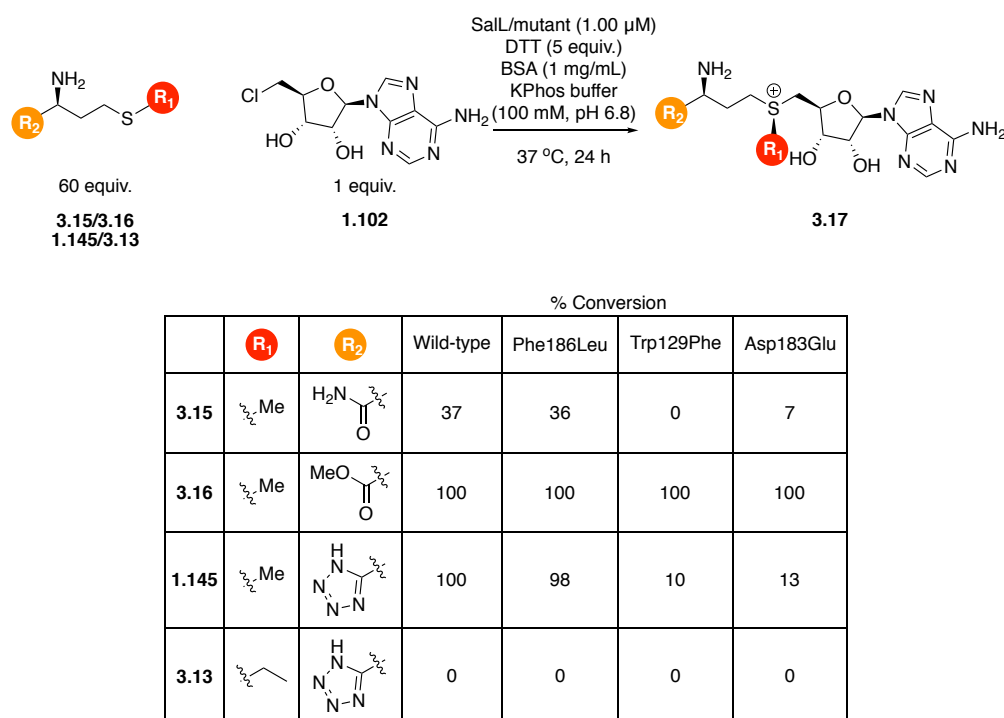 SalL/mutant (1.00 µM)
DTT (5 equiv.)
BSA (1 mg/mL)
KPhos buffer
(100 mM, pH 6.8)
37 °C, 24 h
NH2
R2
S
R1
60 equiv.
3.15/3.16
1.145/3.13
Cl
O
HO
OH
N
N
N
N
NH2
1 equiv.
1.102
NH2
R2
S
+
R1
O
HO
OH
N
N
N
N
NH2
3.17
% Conversion
R1 R2 Wild-type Phe186Leu Trp129Phe Asp183Glu
3.15 Me H2N O 37 36 0 7
3.16 Me MeO O 100 100 100 100
1.145 Me H N N N N 100 98 10 13
3.13 H N N N N 0 0 0 0